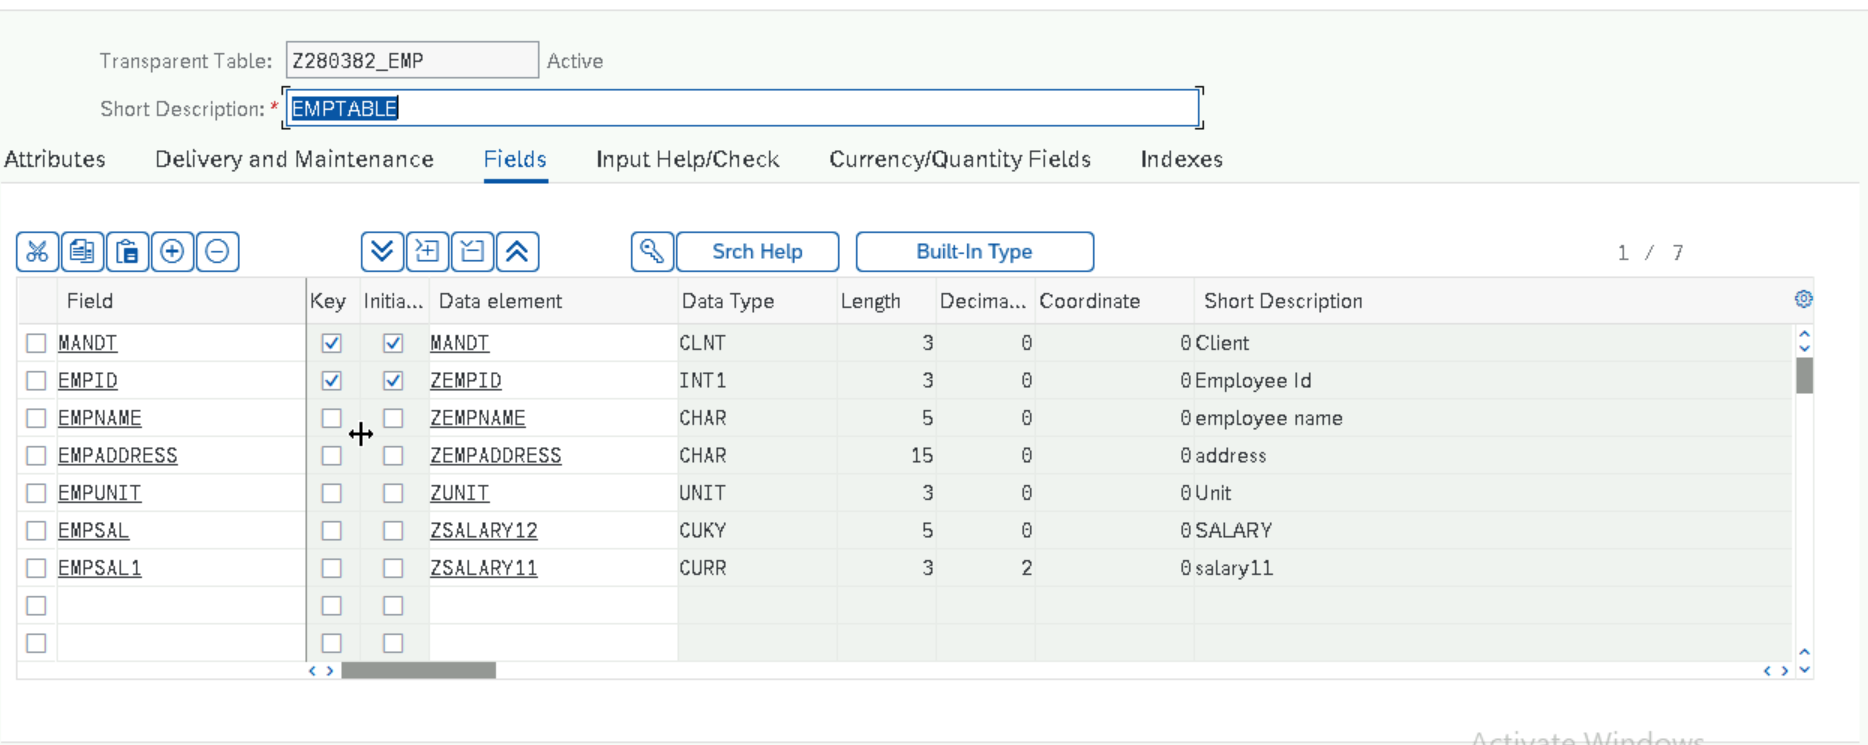 Transparent Table: Z280382_EMP Active
Short Description: * EMPTABLE
Attributes Delivery and Maintenance Fields Input Help/Check Currency/Quantity Fields Indexes
Srch Help Built-In Type 1 / 7
Field Key Initia... Data element Data Type Length Decima... Coordinate Short Description
MANDT MANDT CLNT 3 0 0 Client
EMPID ZEMPID INT1 3 0 0 Employee Id
EMPNAME ZEMPNAME CHAR 5 0 0 employee name
EMPADDRESS ZEMPADDRESS CHAR 15 0 0 address
EMPUNIT ZUNIT UNIT 3 0 0 Unit
EMPSAL ZSALARY12 CUKY 5 0 0 SALARY
EMPSAL1 ZSALARY11 CURR 3 2 0 salary11
Activate Windows